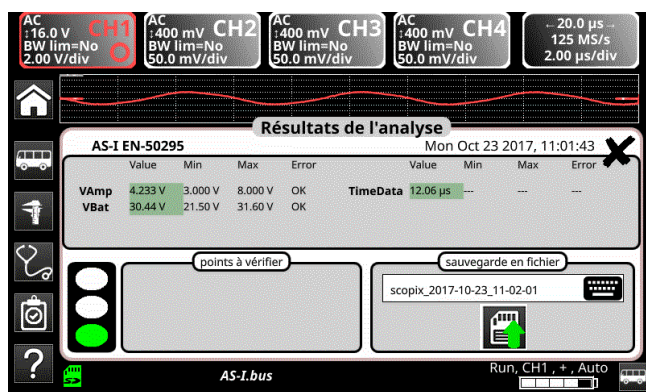 AC
↕16.0 V CH1
BW lim=No
2.00 V/div
AC
↕400 mV CH2
BW lim=No
50.0 mV/div
AC
↕400 mV CH3
BW lim=No
50.0 mV/div
AC
↕400 mV CH4
BW lim=No
50.0 mV/div
←20.0 µs→
125 MS/s
2.00 µs/div
Résultats de l'analyse
AS-I EN-50295 Mon Oct 23 2017, 11:01:43
Value Min Max Error Value Min Max Error
VAmp 4.233 V 3.000 V 8.000 V OK TimeData 12.06 µs --- --- ---
VBat 30.44 V 21.50 V 31.60 V OK
points à vérifier
sauvegarde en fichier
scopix_2017-10-23_11-02-01
?
AS-I.bus
Run, CH1 , + , Auto